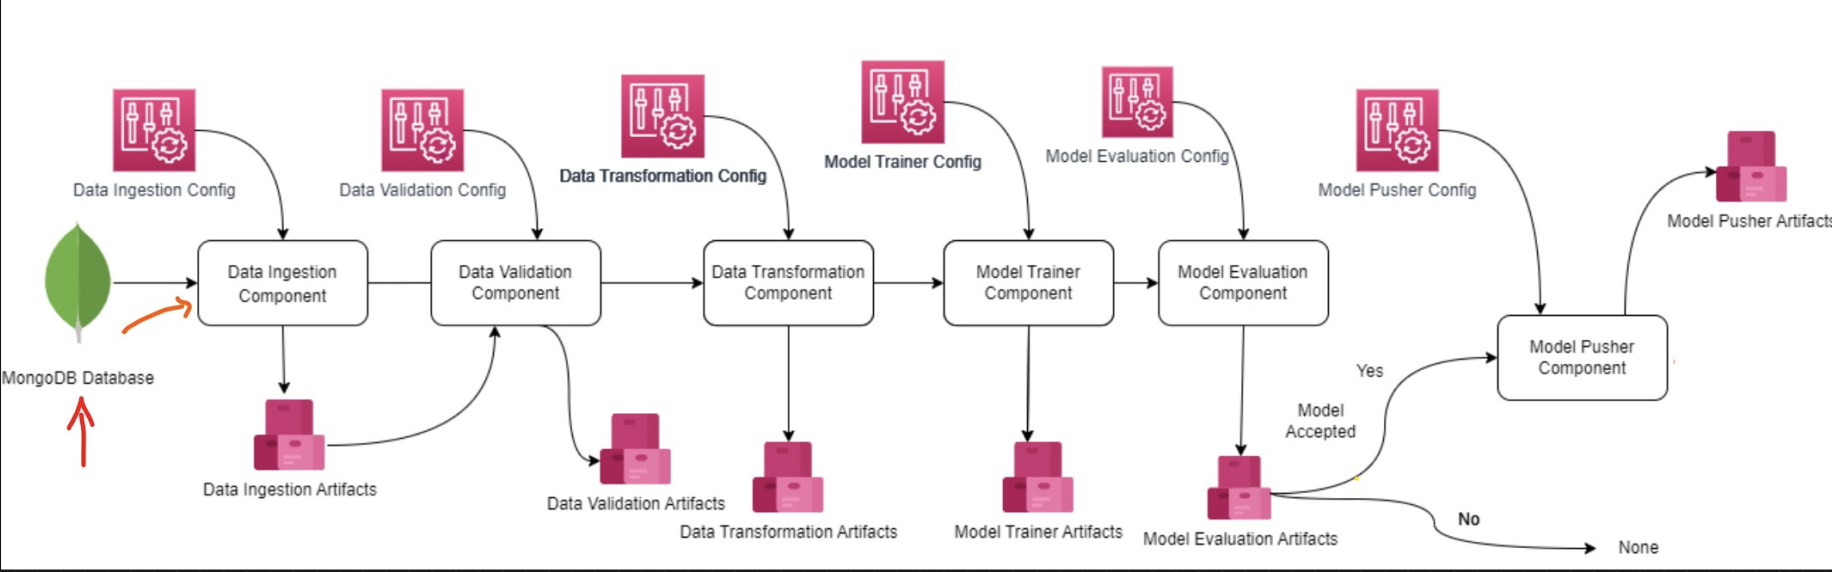 Data Ingestion Config
Data Validation Config
Data Transformation Config
Model Trainer Config
Model Evaluation Config
Model Pusher Config
Model Pusher Artifacts
MongoDB Database
Data Ingestion
Component
Data Validation
Component
Data Transformation
Component
Model Trainer
Component
Model Evaluation
Component
Model Pusher
Component
Yes
Model
Accepted
No
None
Data Ingestion Artifacts
Data Validation Artifacts
Data Transformation Artifacts
Model Trainer Artifacts
Model Evaluation Artifacts